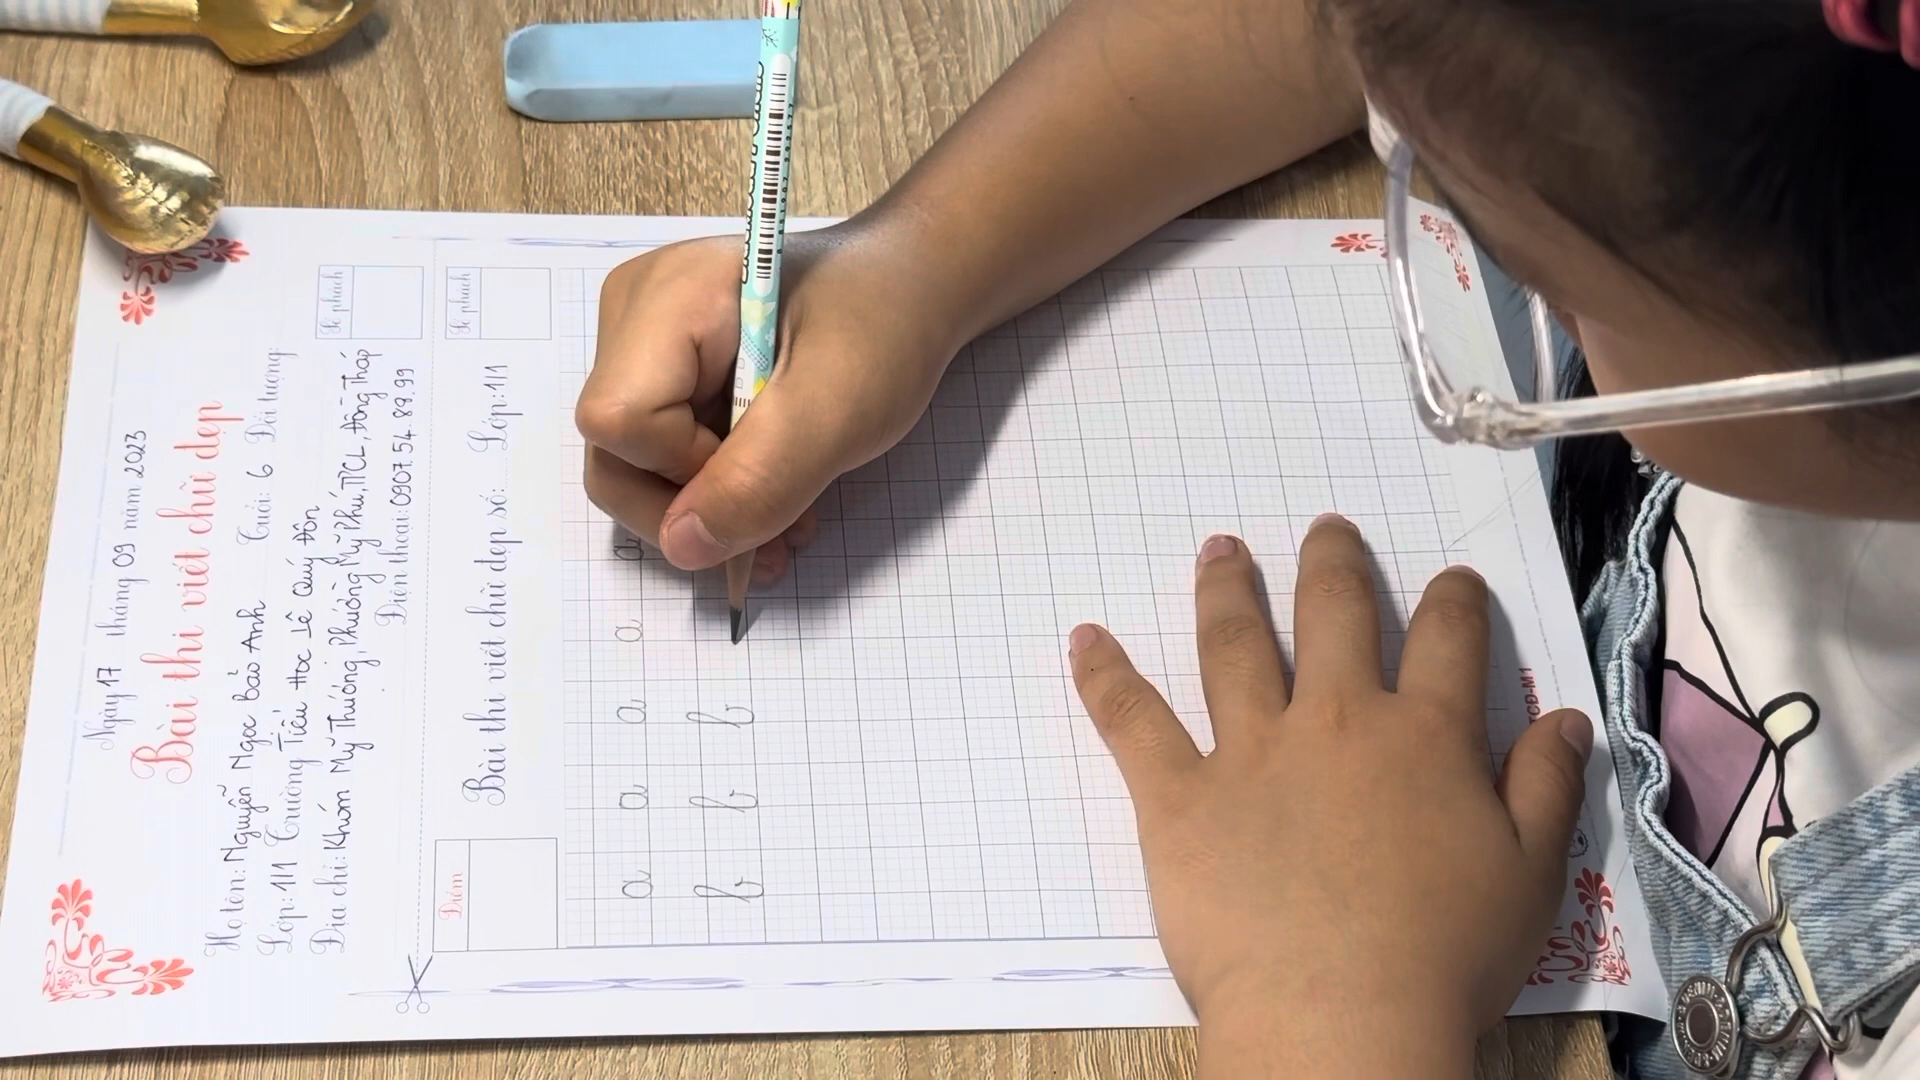 Ngày 17 tháng 09 năm 2023
Bài thi viết chữ đẹp
Họ tên: Nguyễn Ngọc Bảo Anh Tuổi: 6 Đối tượng:
Lớp: 1/1 Trường Tiểu Học Lê Quý Đôn
Địa chỉ: Khóm Mỹ Thượng, Phường Mỹ Phú, TPCL, Đồng Tháp
Điện thoại: 0907.54.89.99
Số phách
Điểm
Bài thi viết chữ đẹp số: Lớp: 1/1
Số phách
a a a a a
b b b
TCĐ-M1